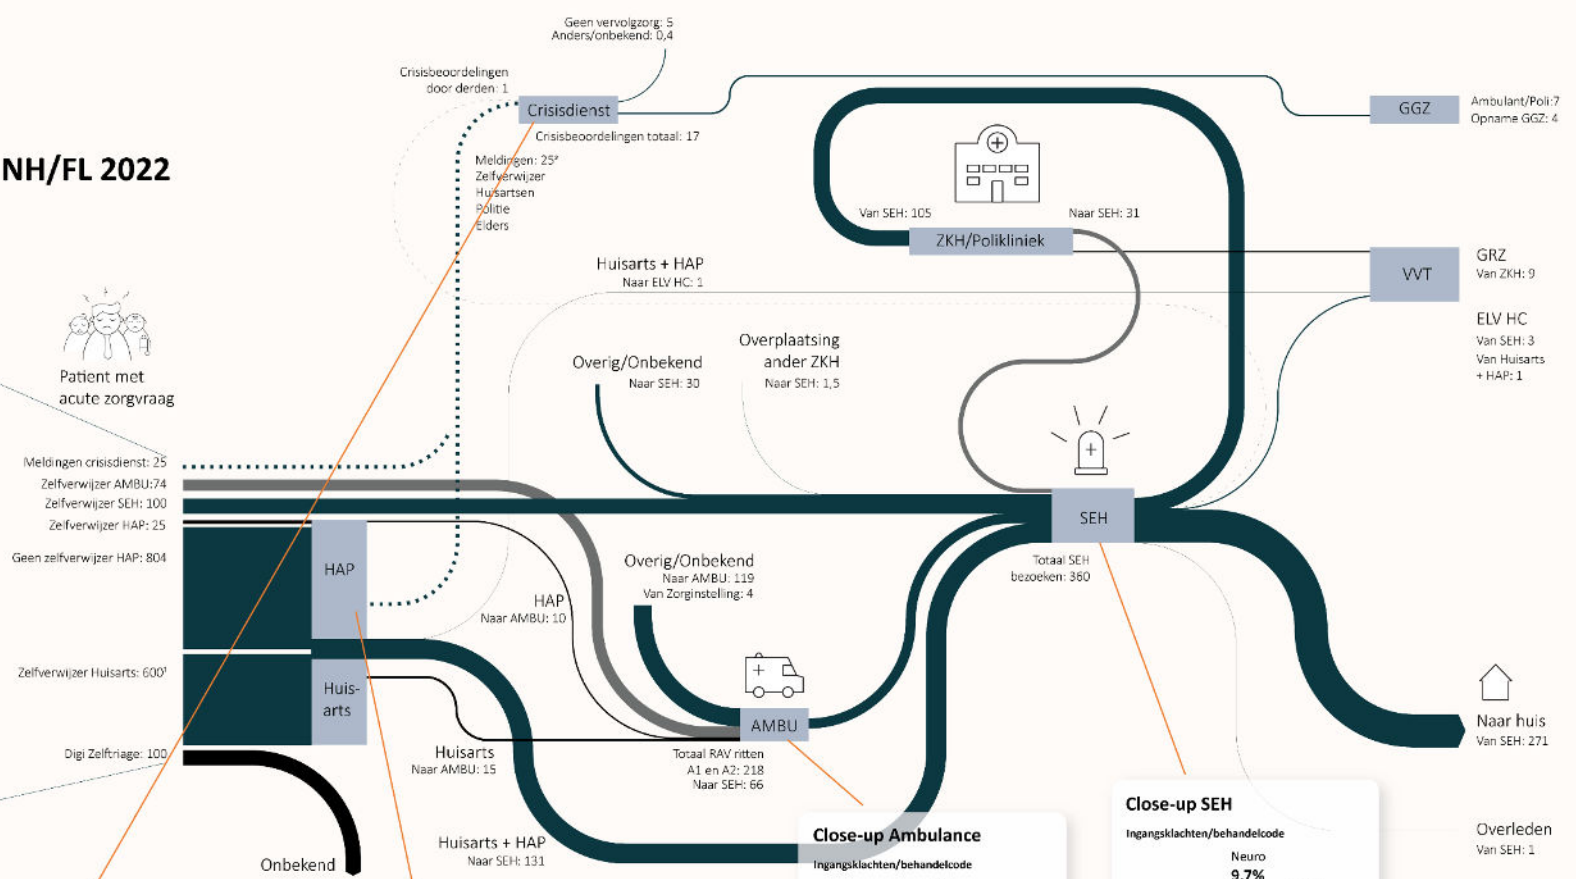 Geen vervolgzorg: 5
Anders/onbekend: 0,4
Crisisbeoordelingen
door derden: 1
Crisisdienst
Crisisbeoordelingen totaal: 17
GGZ
Ambulant/Poli:7
Opname GGZ: 4
NH/FL 2022
Meldingen: 25²
Zelfverwijzer
Huisartsen
Politie
Elders
Van SEH: 105
Naar SEH: 31
ZKH/Polikliniek
Huisarts + HAP
Naar ELV HC: 1
VVT
GRZ
Van ZKH: 9
ELV HC
Van SEH: 3
Van Huisarts
+ HAP: 1
Patient met
acute zorgvraag
Overig/Onbekend
Naar SEH: 30
Overplaatsing
ander ZKH
Naar SEH: 1,5
Meldingen crisisdienst: 25
Zelfverwijzer AMBU:74
Zelfverwijzer SEH: 100
Zelfverwijzer HAP: 25
Geen zelfverwijzer HAP: 804
HAP
SEH
Totaal SEH
bezoeken: 360
Overig/Onbekend
Naar AMBU: 119
Van Zorginstelling: 4
HAP
Naar AMBU: 10
Zelfverwijzer Huisarts: 600¹
Huis-
arts
AMBU
Digi Zelftriage: 100
Huisarts
Naar AMBU: 15
Totaal RAV ritten
A1 en A2: 218
Naar SEH: 66
Naar huis
Van SEH: 271
Huisarts + HAP
Naar SEH: 131
Onbekend
Close-up Ambulance
Ingangsklachten/behandelcode
Close-up SEH
Ingangsklachten/behandelcode
Neuro
9.7%
Overleden
Van SEH: 1